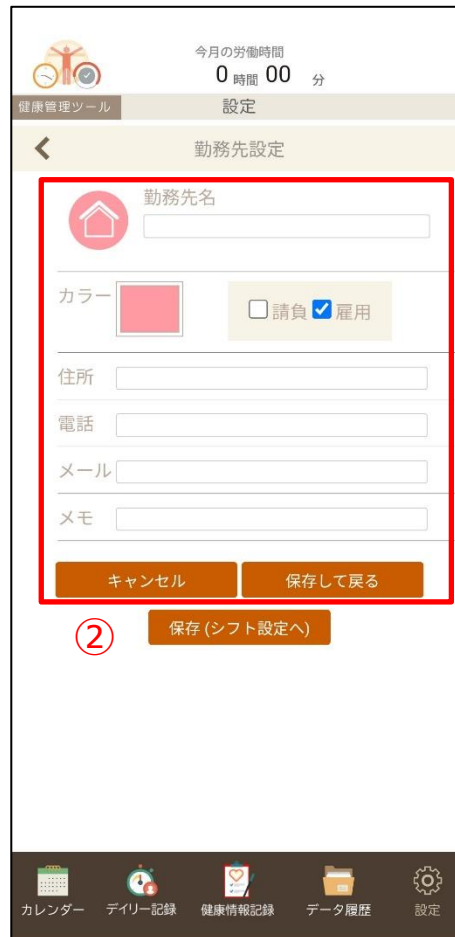 今月の労働時間
0 時間 00 分
健康管理ツール 設定
勤務先設定
勤務先名
カラー 請負 雇用
住所
電話
メール
メモ
キャンセル 保存して戻る
② 保存 (シフト設定へ)
カレンダー デイリー記録 健康情報記録 データ履歴 設定